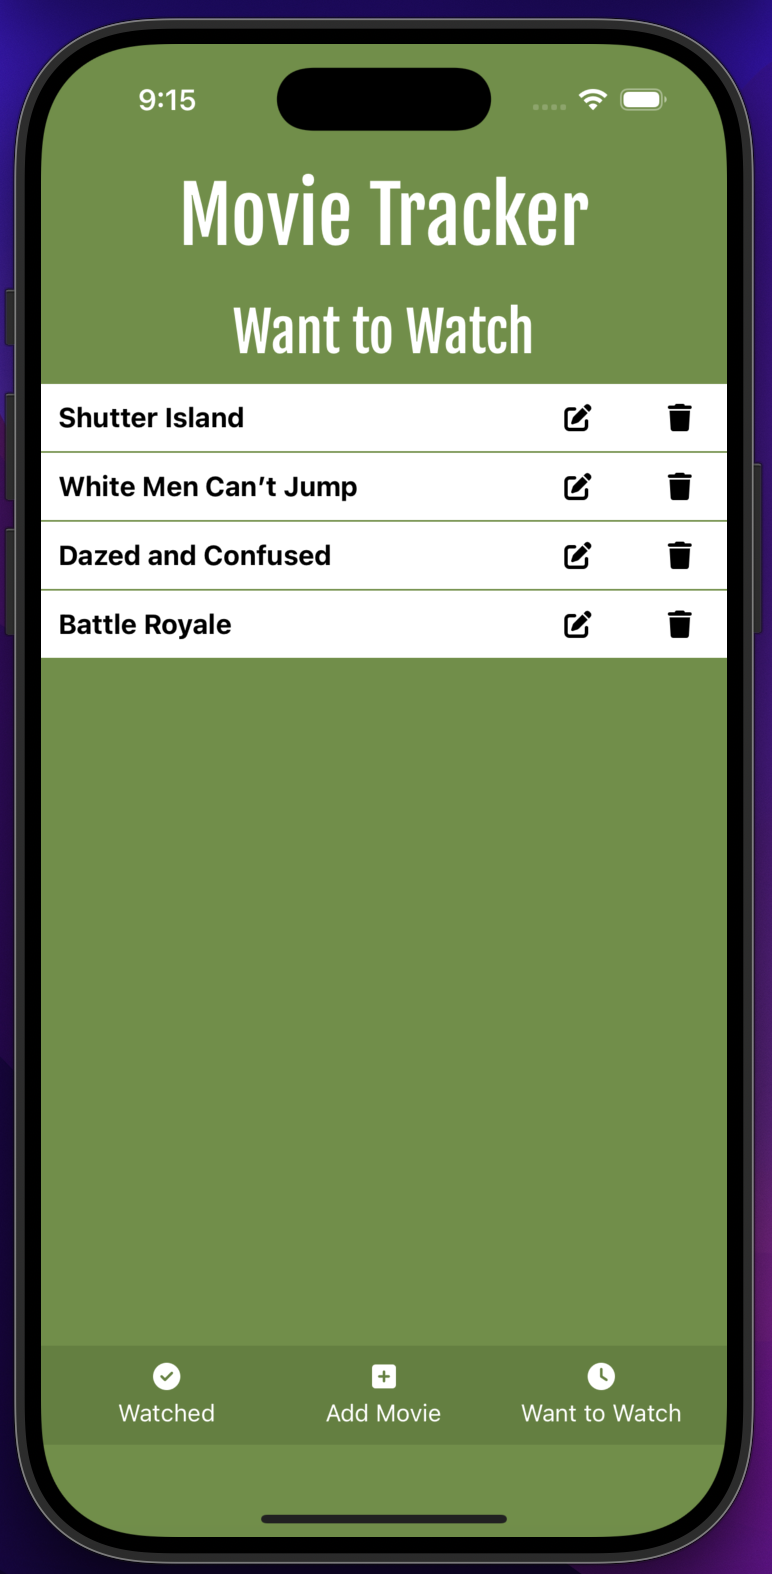 9:15
Movie Tracker
Want to Watch
Shutter Island
White Men Can’t Jump
Dazed and Confused
Battle Royale
Watched
Add Movie
Want to Watch